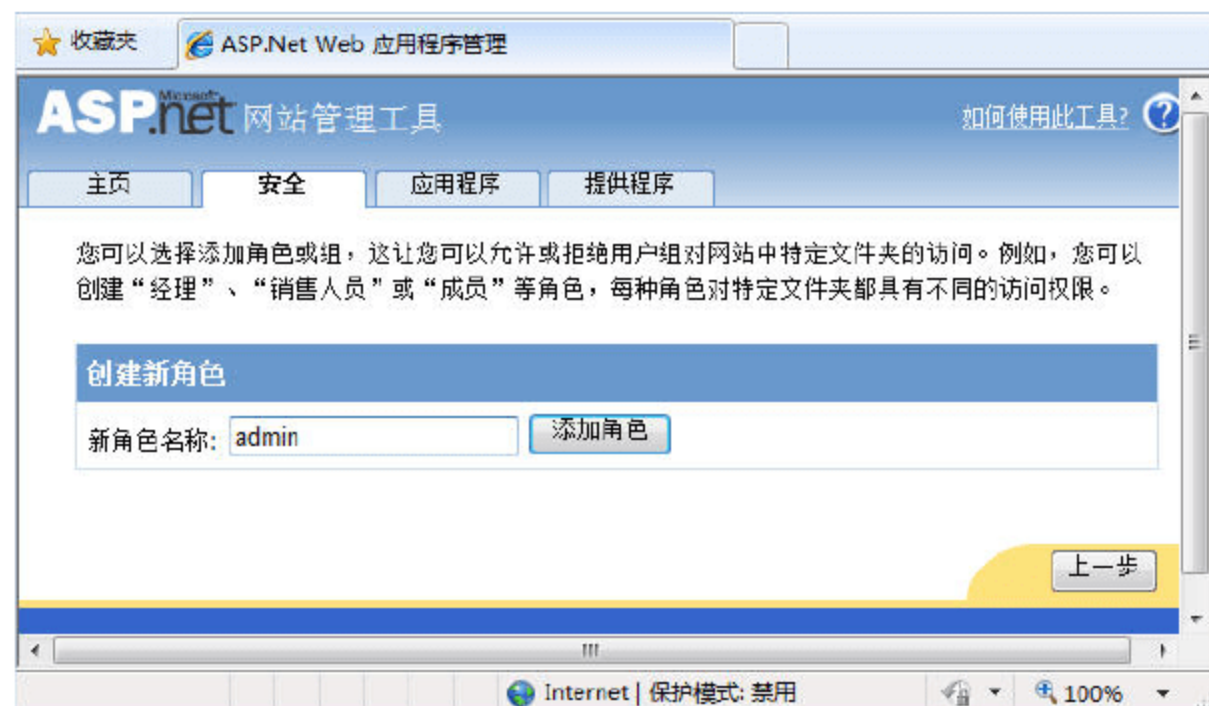 收藏夹 ASP.Net Web 应用程序管理
Microsoft
ASP.net 网站管理工具 如何使用此工具?
主页 安全 应用程序 提供程序
您可以选择添加角色或组，这让您可以允许或拒绝用户组对网站中特定文件夹的访问。例如，您可以
创建“经理”、“销售人员”或“成员”等角色，每种角色对特定文件夹都具有不同的访问权限。
创建新角色
新角色名称: admin 添加角色
上一步
Internet | 保护模式: 禁用 100%